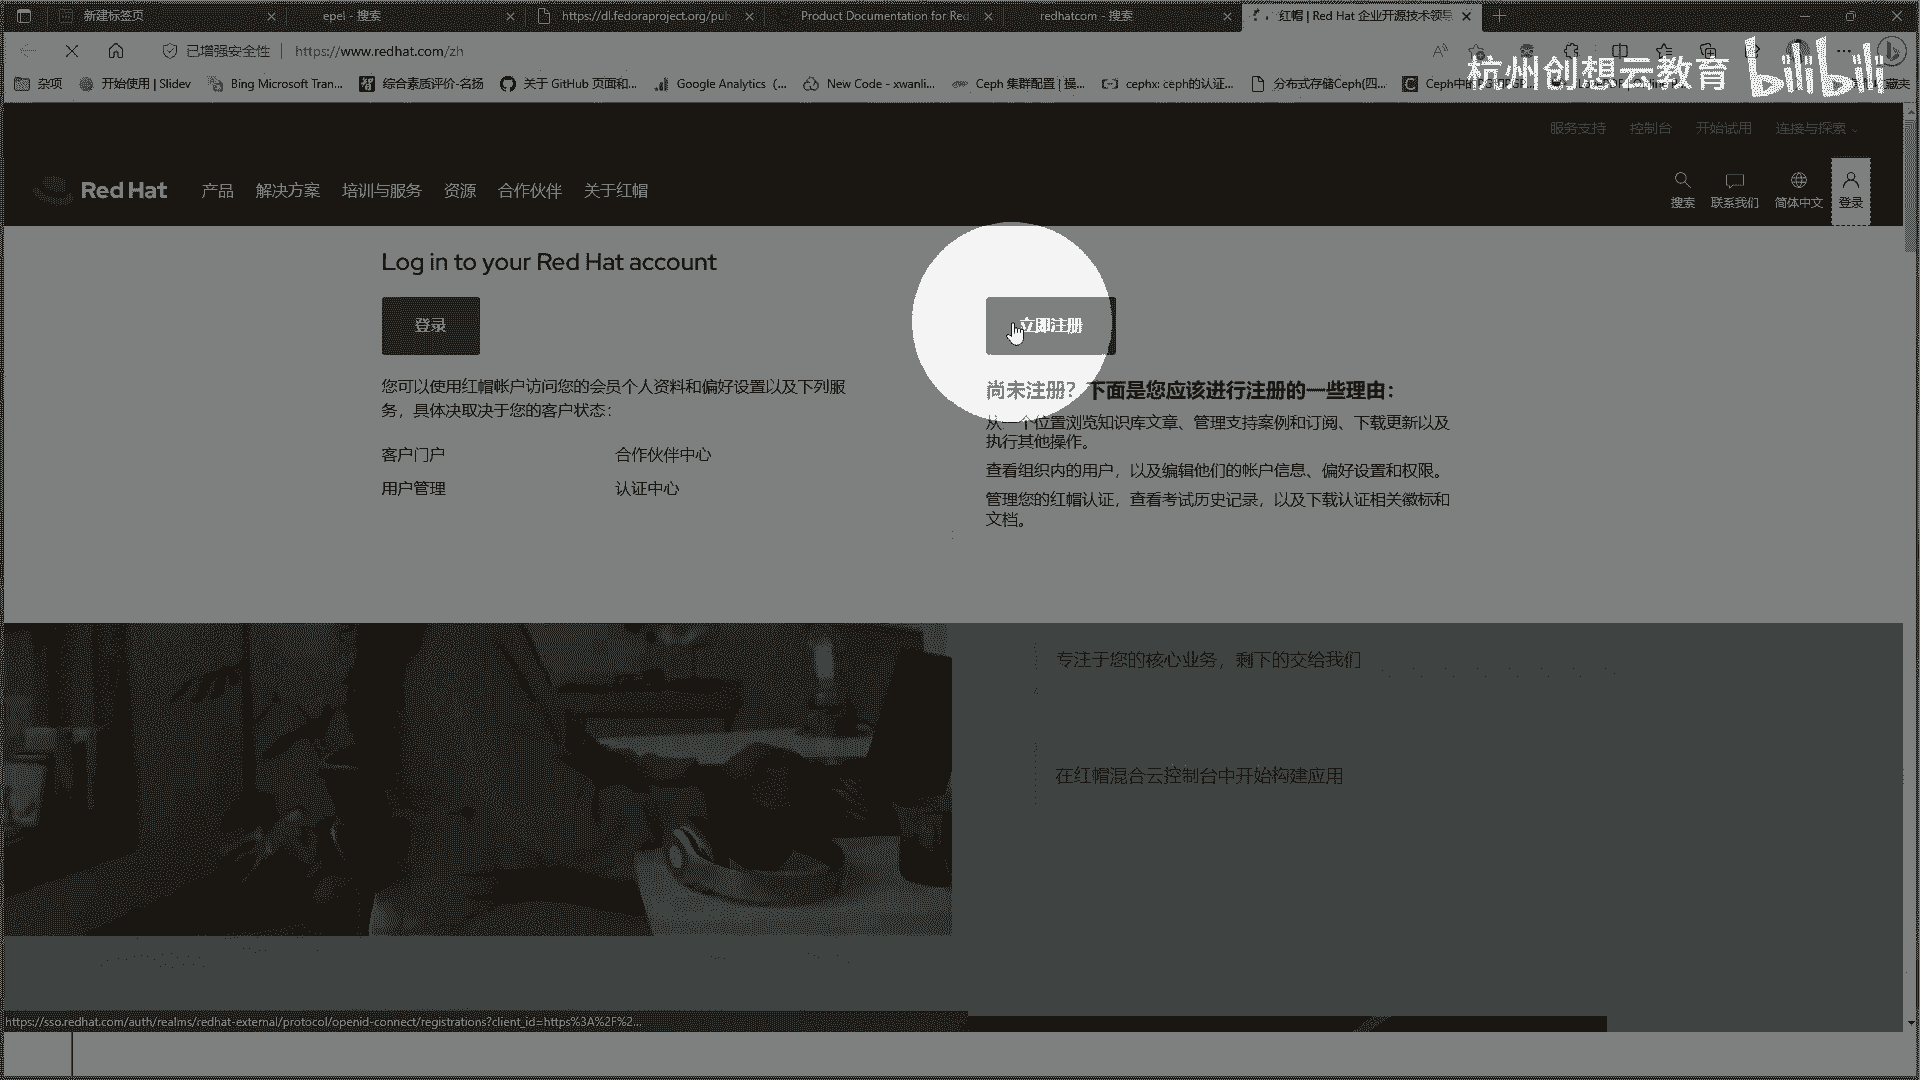 新建标签页
epel - 搜索
https://dl.fedoraproject.org/pub
Product Documentation for Red
redhatcom - 搜索
红帽 | Red Hat 企业开源技术领导
已增强安全性
https://www.redhat.com/zh
杭州创想云教育
bilibili
杂项
开始使用 | Slidev
Bing Microsoft Tran...
综合素质评价-名扬
关于 GitHub 页面和...
Google Analytics (...
New Code - xwanli...
Ceph 集群配置 | 操...
cephx: ceph的认证...
分布式存储Ceph(四...
服务支持
控制台
开始试用
连接与探索
Red Hat
产品
解决方案
培训与服务
资源
合作伙伴
关于红帽
搜索
联系我们
简体中文
登录
Log in to your Red Hat account
登录
您可以使用红帽帐户访问您的会员个人资料和偏好设置以及下列服
务，具体决取决于您的客户状态：
客户门户
合作伙伴中心
用户管理
认证中心
立即注册
尚未注册？下面是您应该进行注册的一些理由：
从一个位置浏览知识库文章、管理支持案例和订阅、下载更新以及
执行其他操作。
查看组织内的用户，以及编辑他们的帐户信息、偏好设置和权限。
管理您的红帽认证，查看考试历史记录，以及下载认证相关徽标和
文档。
专注于您的核心业务，剩下的交给我们
在红帽混合云控制台中开始构建应用
https://sso.redhat.com/auth/realms/redhat-external/protocol/openid-connect/registrations?client_id=https%3A%2F%2...